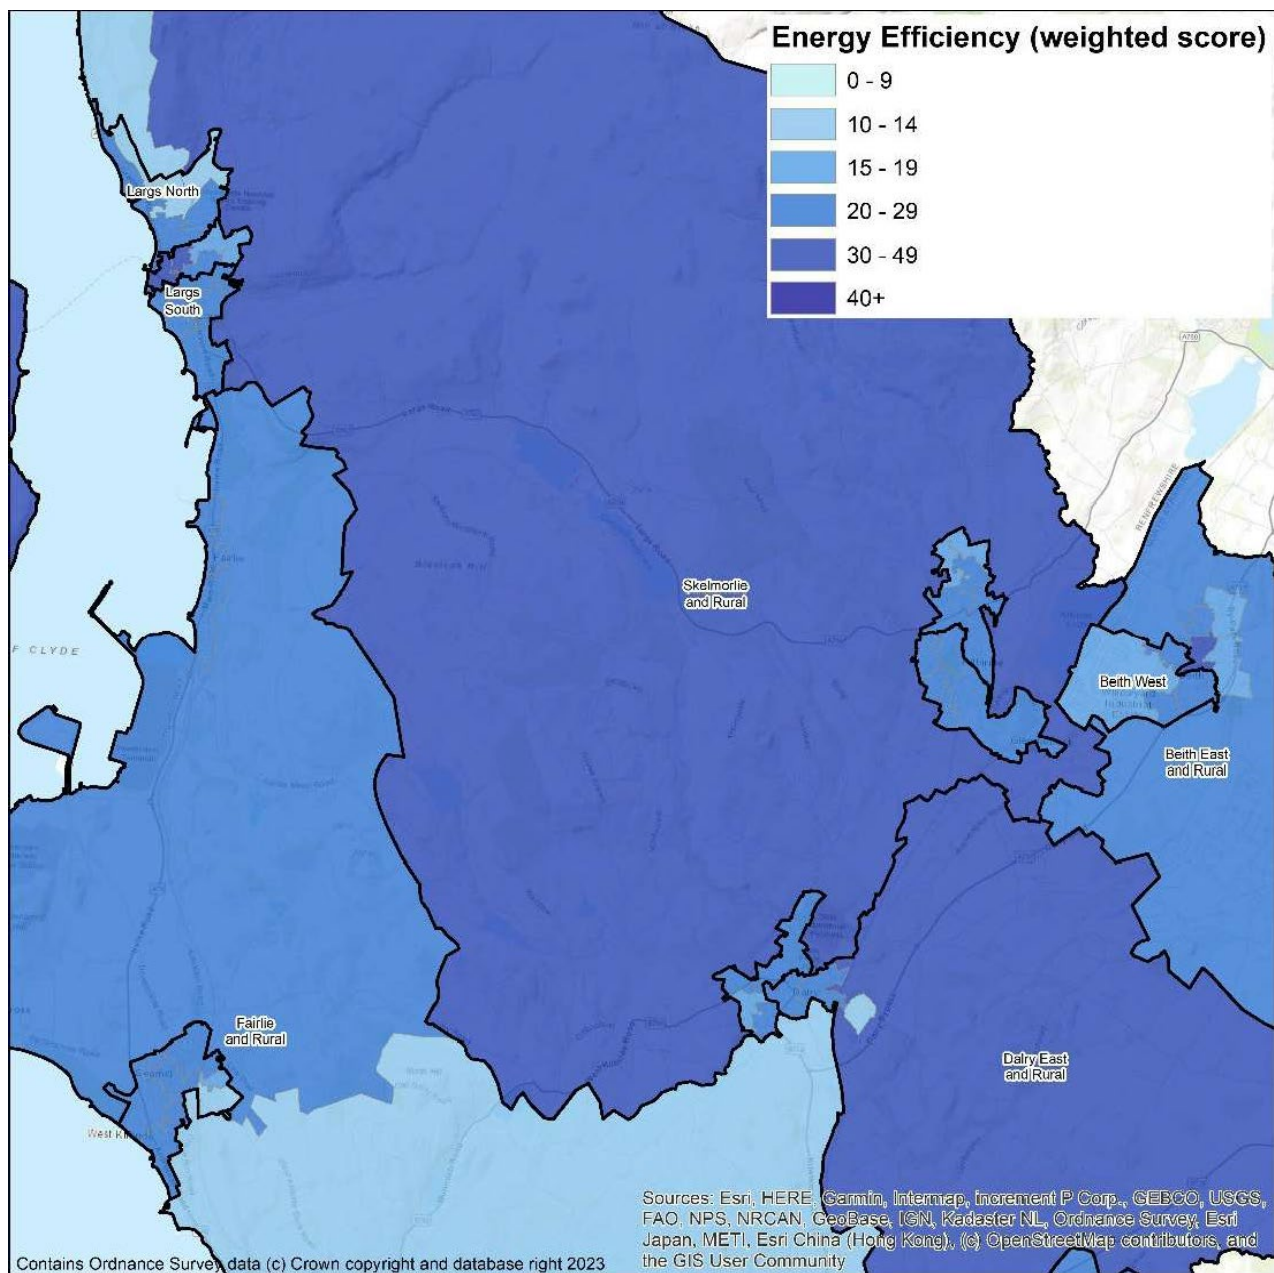 Energy Efficiency (weighted score)
0 - 9
10 - 14
15 - 19
20 - 29
30 - 49
40+
A760
Largs North
Largs
South
RENFREWSHIRE
Fairlie
Skelmorlie
and Rural
F CLYDE
Beith West
Beith East
and Rural
Fairlie
and Rural
Dalry East
and Rural
West
Sources: Esri, HERE, Garmin, Intermap, increment P Corp., GEBCO, USGS,
FAO, NPS, NRCAN, GeoBase, IGN, Kadaster NL, Ordnance Survey, Esri
Japan, METI, Esri China (Hong Kong), (c) OpenStreetMap contributors, and
the GIS User Community
Contains Ordnance Survey data (c) Crown copyright and database right 2023